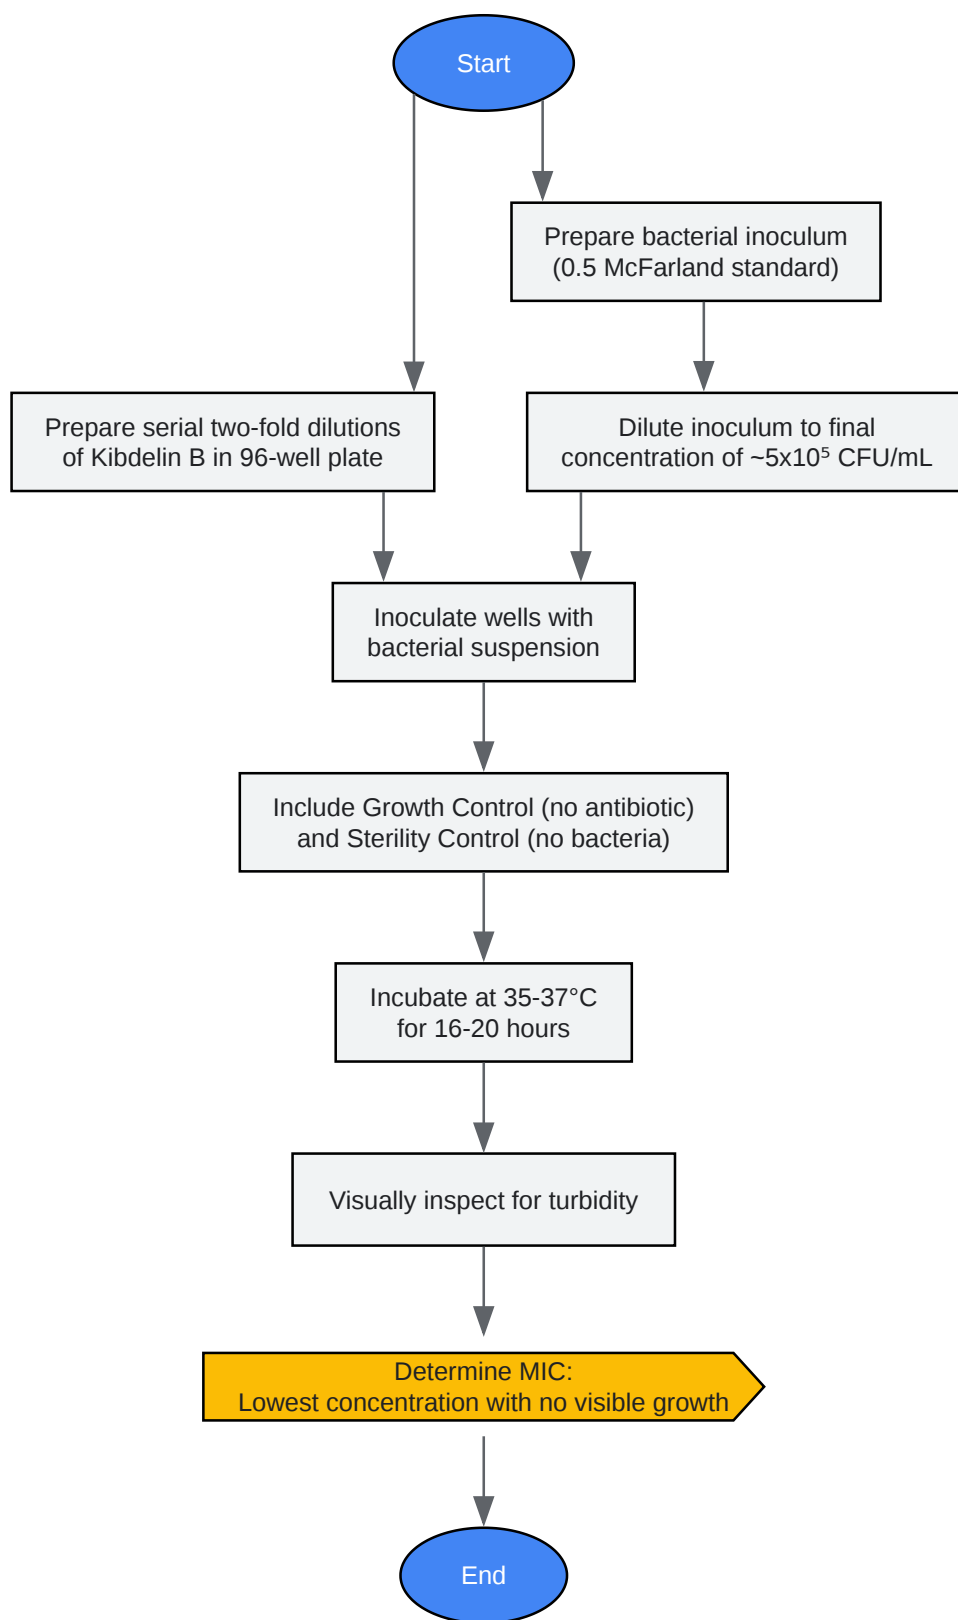 Start
Prepare bacterial inoculum
(0.5 McFarland standard)
Prepare serial two-fold dilutions
of Kibdelin B in 96-well plate
Dilute inoculum to final
concentration of ~5x10⁵ CFU/mL
Inoculate wells with
bacterial suspension
Include Growth Control (no antibiotic)
and Sterility Control (no bacteria)
Incubate at 35-37°C
for 16-20 hours
Visually inspect for turbidity
Determine MIC:
Lowest concentration with no visible growth
End